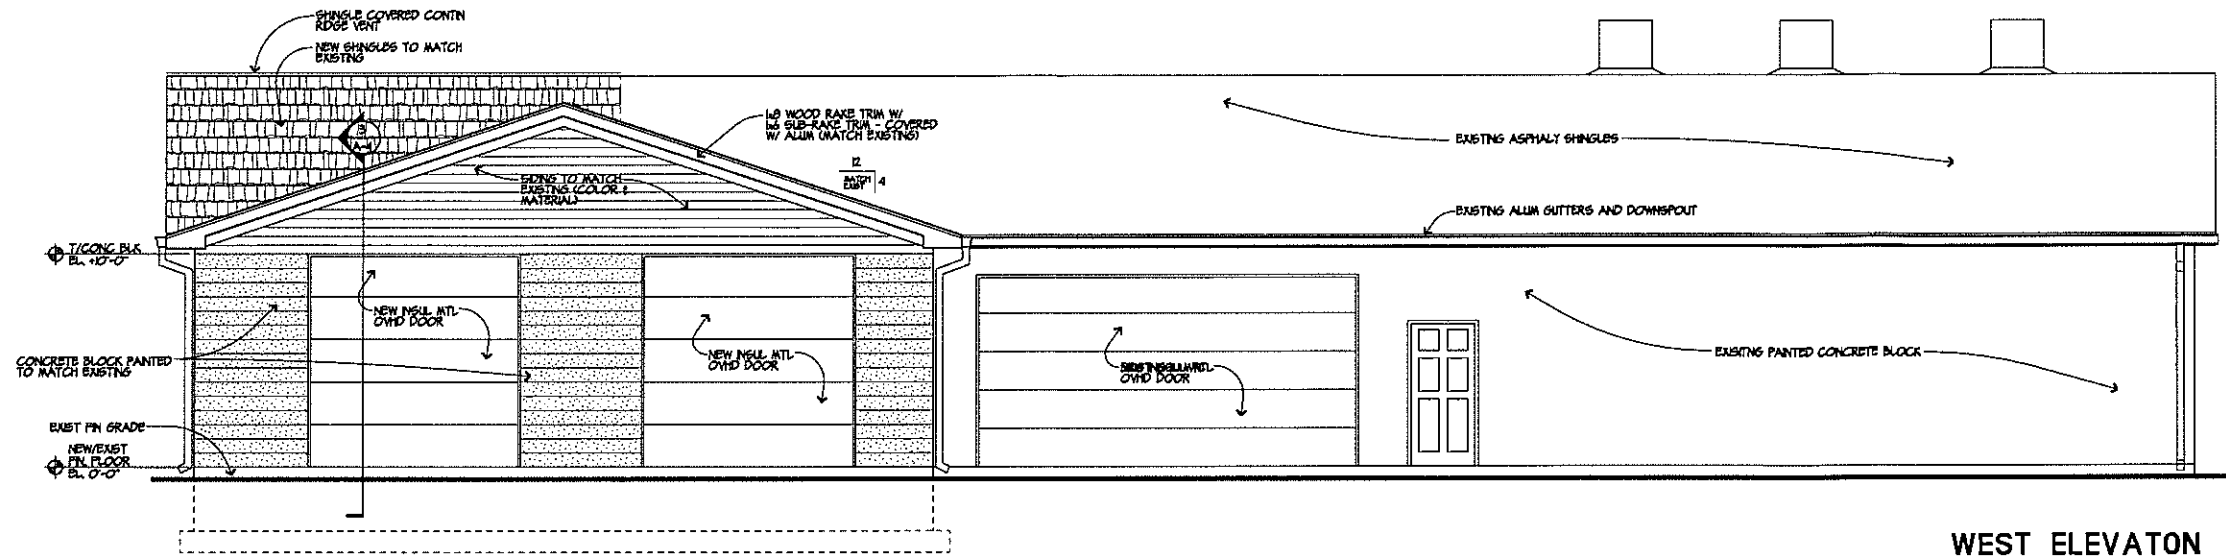 SHINGLE COVERED CONTIN
RIDGE VENT
NEW SHINGLES TO MATCH
EXISTING
1x8 WOOD RAKE TRIM W/
1x6 SUB-RAKE TRIM - COVERED
W/ ALUM (MATCH EXISTING)
12
MATCH
EXIST
4
A-4
SIDING TO MATCH
EXISTING (COLOR &
MATERIAL)
EXISTING ASPHALY SHINGLES
EXISTING ALUM GUTTERS AND DOWNSPOUT
T/CONC BLK
EL. +10'-0"
NEW INSUL MTL
OVHD DOOR
NEW INSUL MTL
OVHD DOOR
OVHD DOOR
EXISITNG PAINTED CONCRETE BLOCK
CONCRETE BLOCK PAINTED
TO MATCH EXISTING
EXIST FIN GRADE
NEW/EXIST
FIN. FLOOR
EL. 0'-0"
WEST ELEVATON